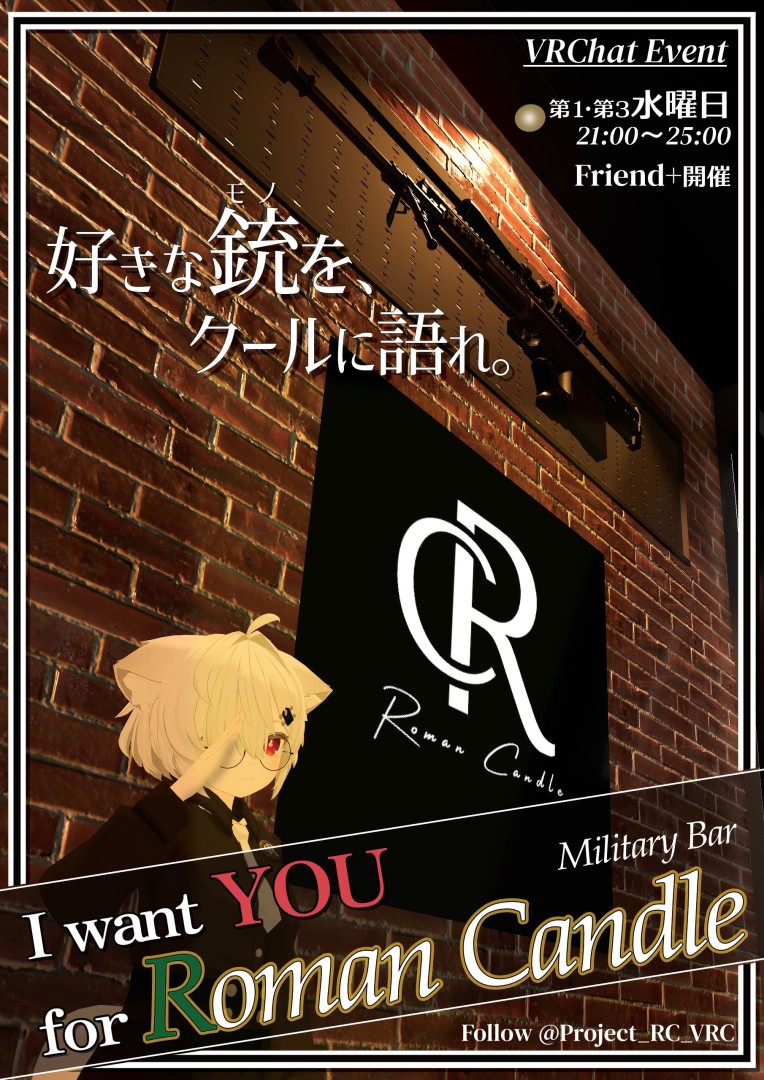 VRChat Event
第1・第3水曜日
21:00～25:00
Friend+開催
モノ
好きな銃を、
クールに語れ。
R
Roman Candle
Military Bar
I want YOU
for Roman Candle
Follow @Project_RC_VRC